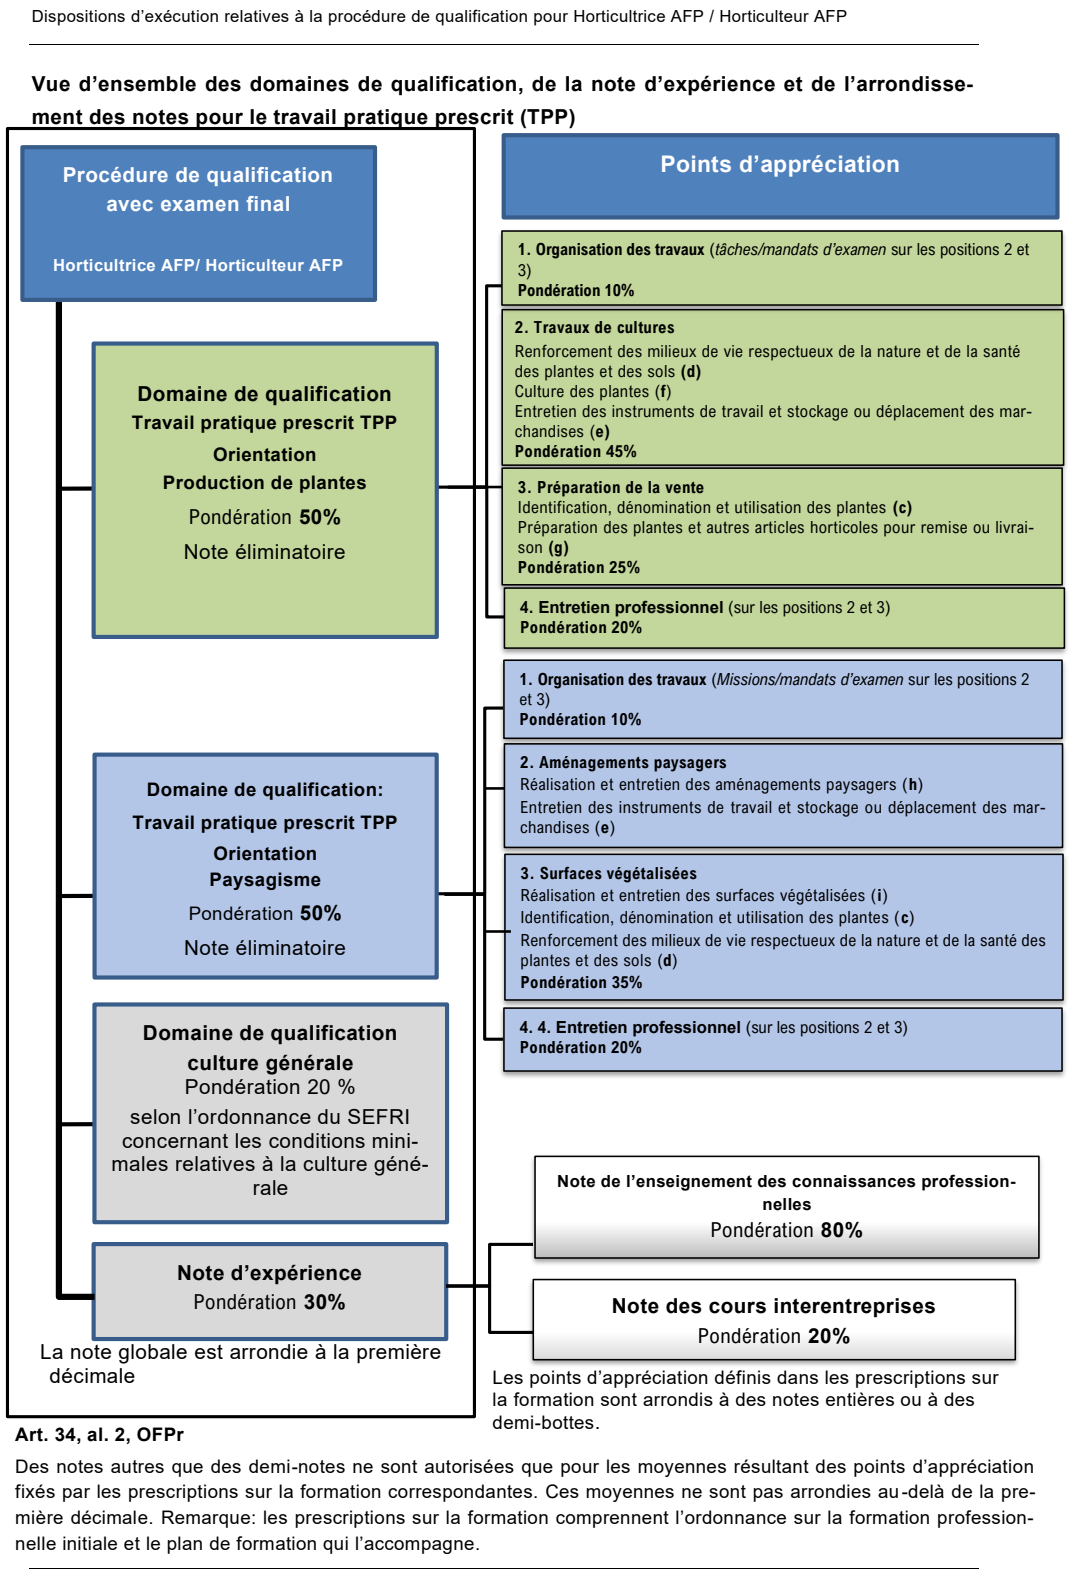 Dispositions d’exécution relatives à la procédure de qualification pour Horticultrice AFP / Horticulteur AFP
Vue d’ensemble des domaines de qualification, de la note d’expérience et de l’arrondisse-
ment des notes pour le travail pratique prescrit (TPP)
Procédure de qualification
avec examen final
Horticultrice AFP/ Horticulteur AFP
Points d’appréciation
1. Organisation des travaux (tâches/mandats d’examen sur les positions 2 et
3)
Pondération 10%
2. Travaux de cultures
Renforcement des milieux de vie respectueux de la nature et de la santé
des plantes et des sols (d)
Culture des plantes (f)
Entretien des instruments de travail et stockage ou déplacement des mar-
chandises (e)
Pondération 45%
Domaine de qualification
Travail pratique prescrit TPP
Orientation
Production de plantes
Pondération 50%
Note éliminatoire
3. Préparation de la vente
Identification, dénomination et utilisation des plantes (c)
Préparation des plantes et autres articles horticoles pour remise ou livrai-
son (g)
Pondération 25%
4. Entretien professionnel (sur les positions 2 et 3)
Pondération 20%
1. Organisation des travaux (Missions/mandats d’examen sur les positions 2
et 3)
Pondération 10%
2. Aménagements paysagers
Réalisation et entretien des aménagements paysagers (h)
Entretien des instruments de travail et stockage ou déplacement des mar-
chandises (e)
Domaine de qualification:
Travail pratique prescrit TPP
Orientation
Paysagisme
Pondération 50%
Note éliminatoire
3. Surfaces végétalisées
Réalisation et entretien des surfaces végétalisées (i)
Identification, dénomination et utilisation des plantes (c)
Renforcement des milieux de vie respectueux de la nature et de la santé des
plantes et des sols (d)
Pondération 35%
4. 4. Entretien professionnel (sur les positions 2 et 3)
Pondération 20%
Domaine de qualification
culture générale
Pondération 20 %
selon l’ordonnance du SEFRI
concernant les conditions mini-
males relatives à la culture géné-
rale
Note de l’enseignement des connaissances profession-
nelles
Pondération 80%
Note d’expérience
Pondération 30%
Note des cours interentreprises
Pondération 20%
La note globale est arrondie à la première
décimale
Les points d’appréciation définis dans les prescriptions sur
la formation sont arrondis à des notes entières ou à des
demi-bottes.
Art. 34, al. 2, OFPr
Des notes autres que des demi-notes ne sont autorisées que pour les moyennes résultant des points d’appréciation
fixés par les prescriptions sur la formation correspondantes. Ces moyennes ne sont pas arrondies au-delà de la pre-
mière décimale. Remarque: les prescriptions sur la formation comprennent l’ordonnance sur la formation profession-
nelle initiale et le plan de formation qui l’accompagne.